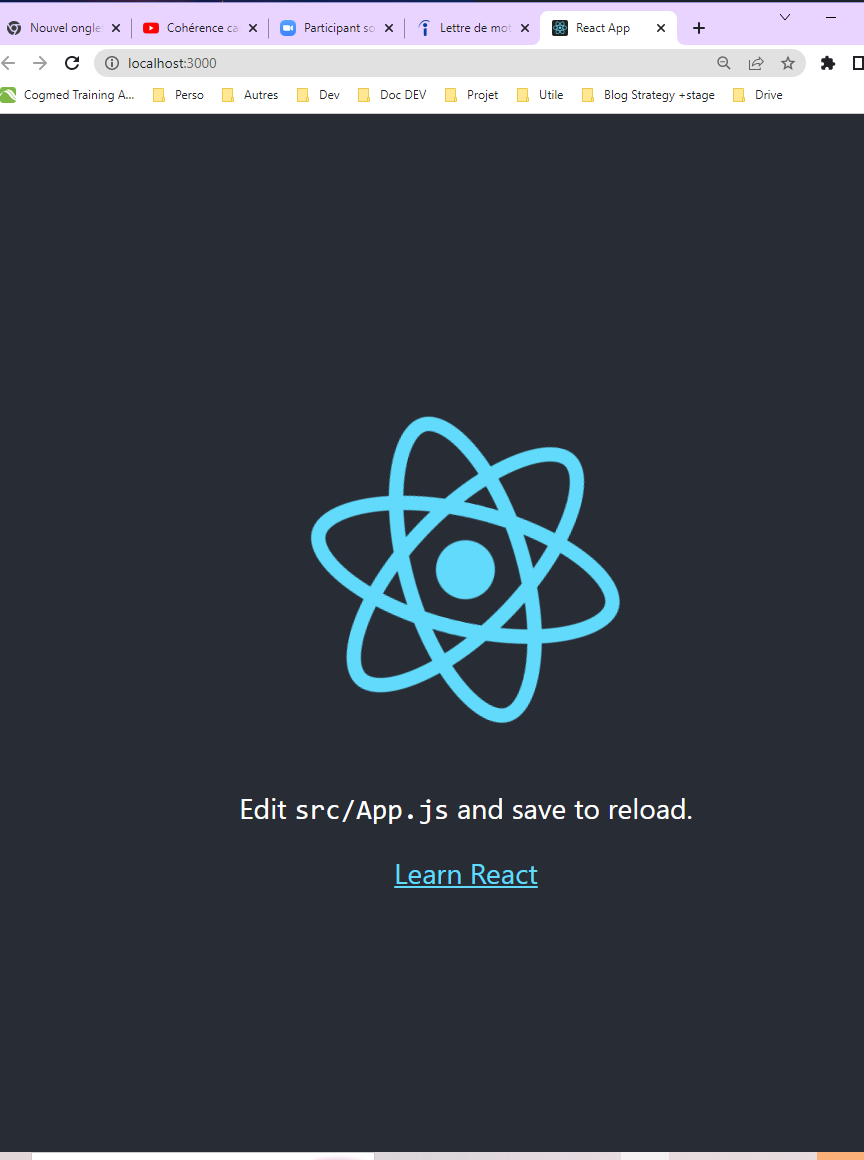 Nouvel ongle Cohérence ca Participant so Lettre de mot React App
localhost:3000
Cogmed Training A... Perso Autres Dev Doc DEV Projet Utile Blog Strategy +stage Drive
Edit src/App.js and save to reload.
Learn React